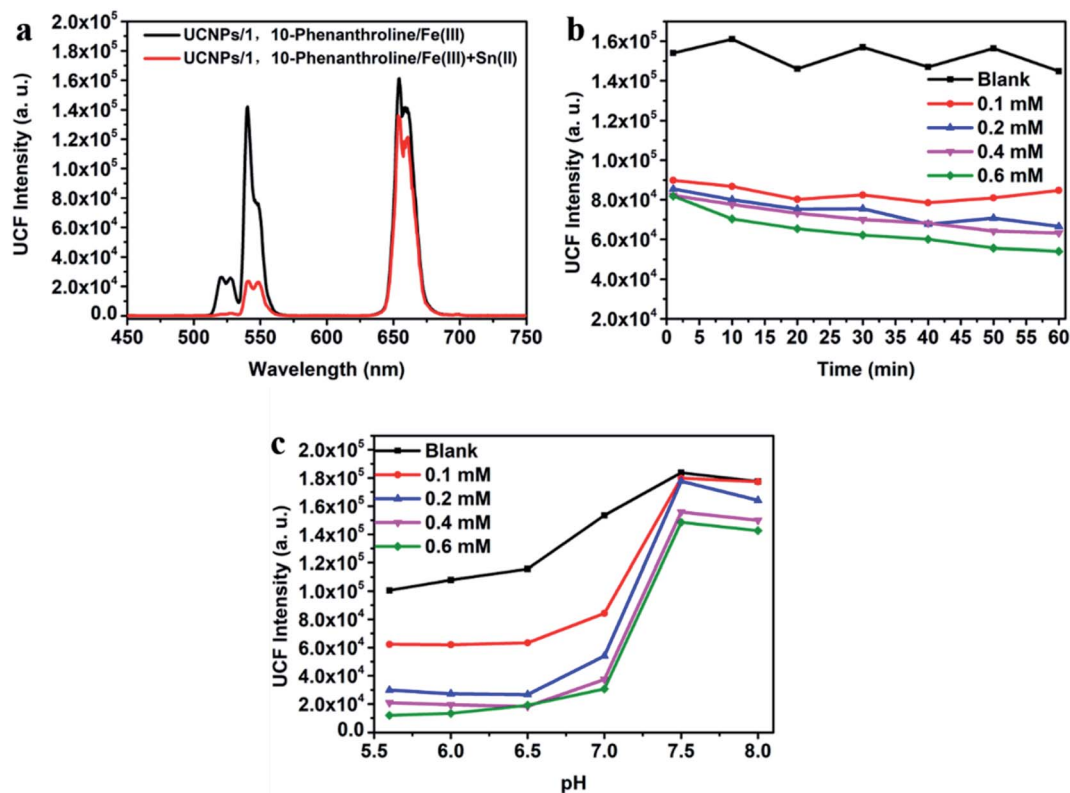 a
UCNPs/1，10-Phenanthroline/Fe(III)
UCNPs/1，10-Phenanthroline/Fe(III)+Sn(II)
2.0x10⁵
1.8x10⁵
1.6x10⁵
1.4x10⁵
1.2x10⁵
1.0x10⁵
8.0x10⁴
6.0x10⁴
4.0x10⁴
2.0x10⁴
0.0
UCF Intensity (a. u.)
450 500 550 600 650 700 750
Wavelength (nm)
b
1.6x10⁵
1.4x10⁵
1.2x10⁵
1.0x10⁵
8.0x10⁴
6.0x10⁴
4.0x10⁴
2.0x10⁴
UCF Intensity (a. u.)
Blank
0.1 mM
0.2 mM
0.4 mM
0.6 mM
0 5 10 15 20 25 30 35 40 45 50 55 60
Time (min)
c
2.0x10⁵
1.8x10⁵
1.6x10⁵
1.4x10⁵
1.2x10⁵
1.0x10⁵
8.0x10⁴
6.0x10⁴
4.0x10⁴
2.0x10⁴
0.0
UCF Intensity (a. u.)
Blank
0.1 mM
0.2 mM
0.4 mM
0.6 mM
5.5 6.0 6.5 7.0 7.5 8.0
pH